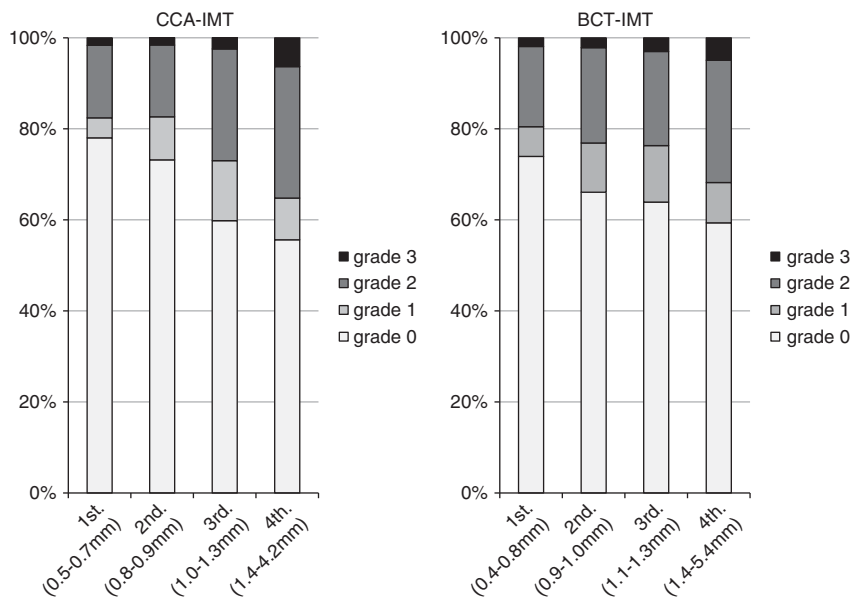 CCA-IMT
100%
80%
60%
40%
20%
0%
1st.
(0.5-0.7mm)
2nd.
(0.8-0.9mm)
3rd.
(1.0-1.3mm)
4th.
(1.4-4.2mm)
grade 3
grade 2
grade 1
grade 0
BCT-IMT
100%
80%
60%
40%
20%
0%
1st.
(0.4-0.8mm)
2nd.
(0.9-1.0mm)
3rd.
(1.1-1.3mm)
4th.
(1.4-5.4mm)
grade 3
grade 2
grade 1
grade 0